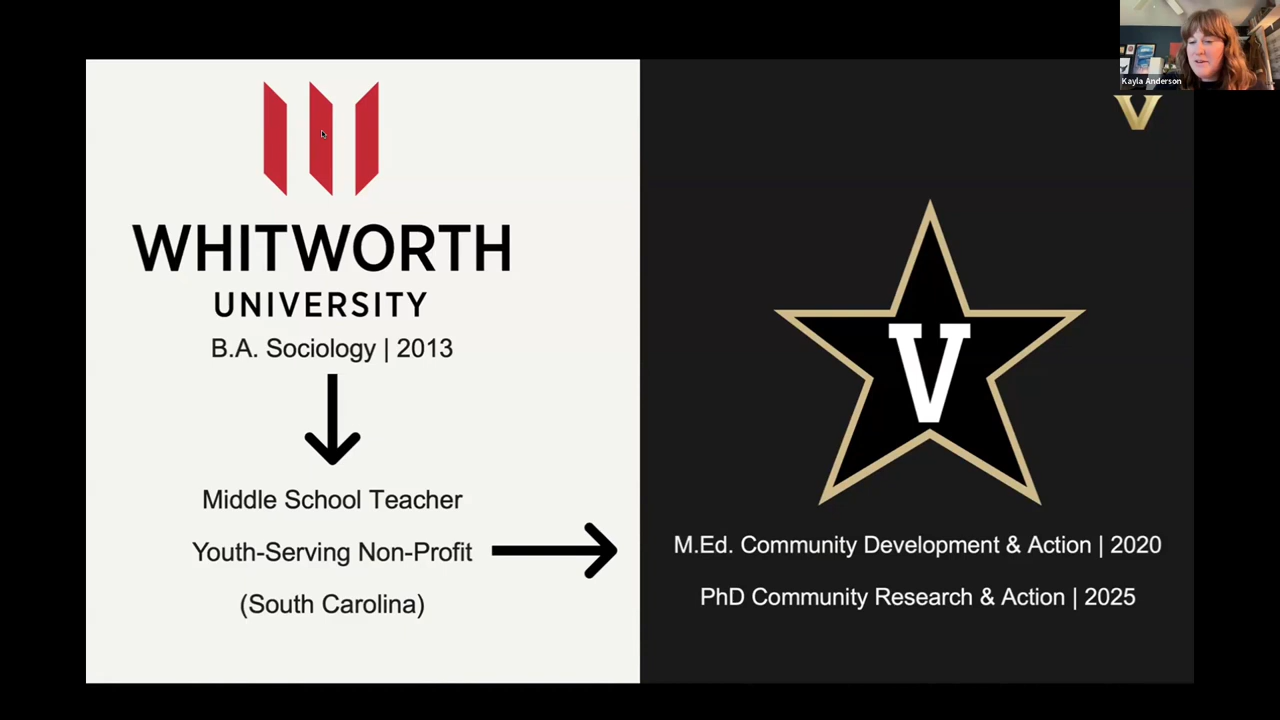 Kayla Anderson
V
WHITWORTH
UNIVERSITY
B.A. Sociology | 2013
Middle School Teacher
Youth-Serving Non-Profit
(South Carolina)
V
M.Ed. Community Development & Action | 2020
PhD Community Research & Action | 2025